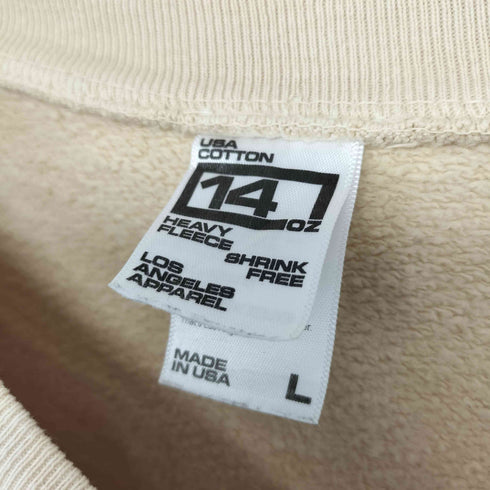 USA
COTTON
14 OZ
HEAVY
FLEECE
SHRINK
FREE
LOS
ANGELES
APPAREL
MADE
IN USA
L